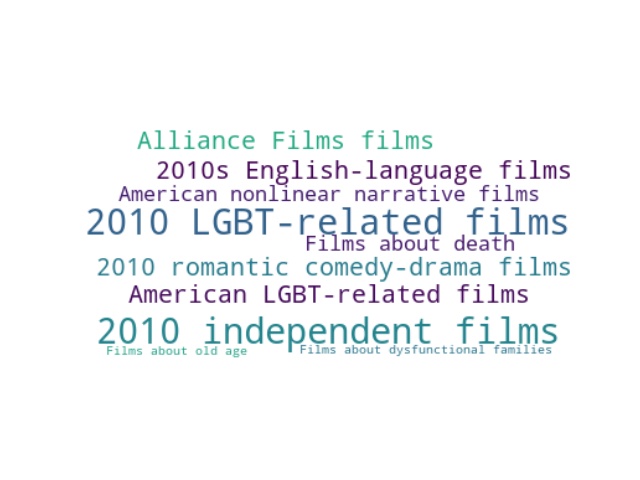 Alliance Films films
2010s English-language films
American nonlinear narrative films
2010 LGBT-related films
Films about death
2010 romantic comedy-drama films
American LGBT-related films
2010 independent films
Films about old age
Films about dysfunctional families